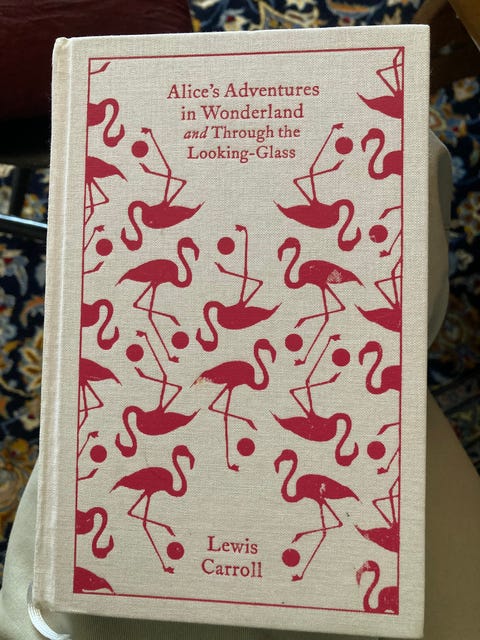 Alice's Adventures
in Wonderland
and Through the
Looking-Glass
Lewis
Carroll